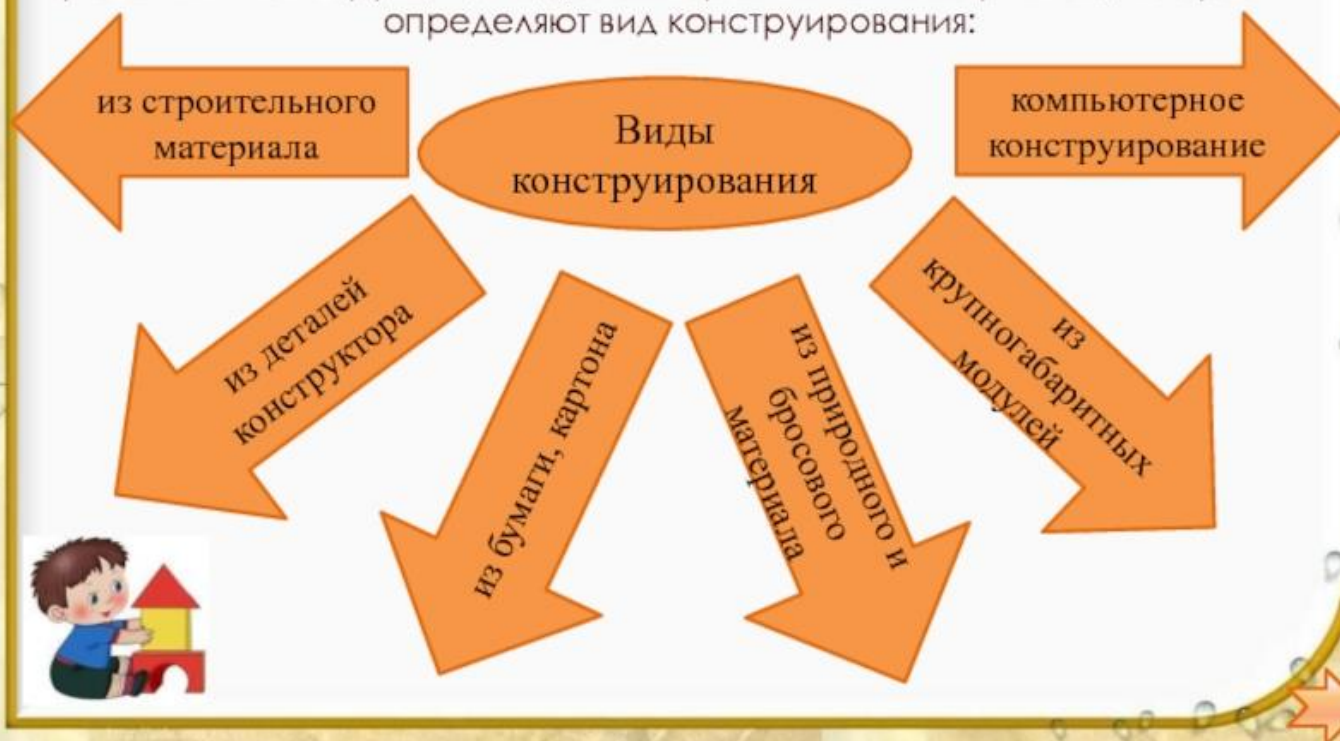 определяют вид конструирования:
из строительного
материала
Виды
конструирования
компьютерное
конструирование
из деталей
конструктора
из бумаги, картона
из природного и
бросового
материала
из
крупногабаритных
модулей